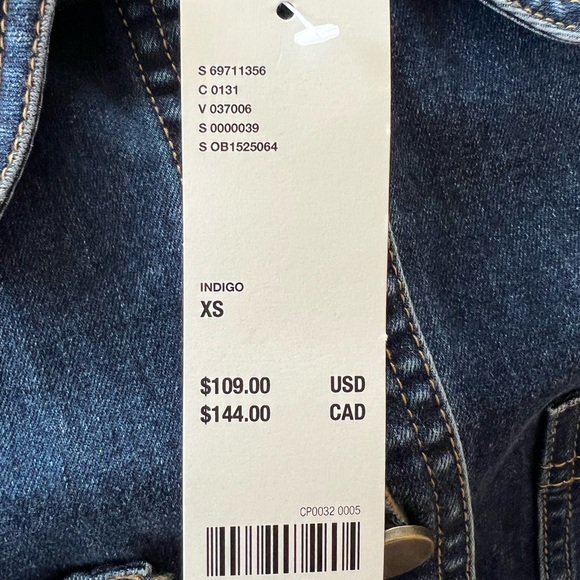 S 69711356
C 0131
V 037006
S 0000039
S OB1525064
INDIGO
XS
$109.00 USD
$144.00 CAD
CP0032 0005